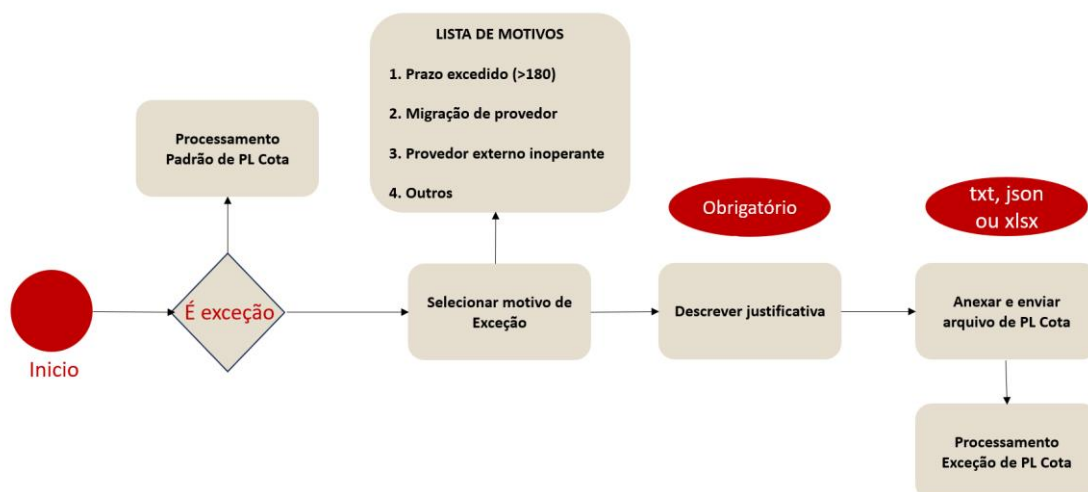 Inicio
É exceção
Processamento
Padrão de PL Cota
Selecionar motivo de
Exceção
LISTA DE MOTIVOS
1. Prazo excedido (>180)
2. Migração de provedor
3. Provedor externo inoperante
4. Outros
Obrigatório
Descrever justificativa
txt, json
ou xlsx
Anexar e enviar
arquivo de PL Cota
Processamento
Exceção de PL Cota